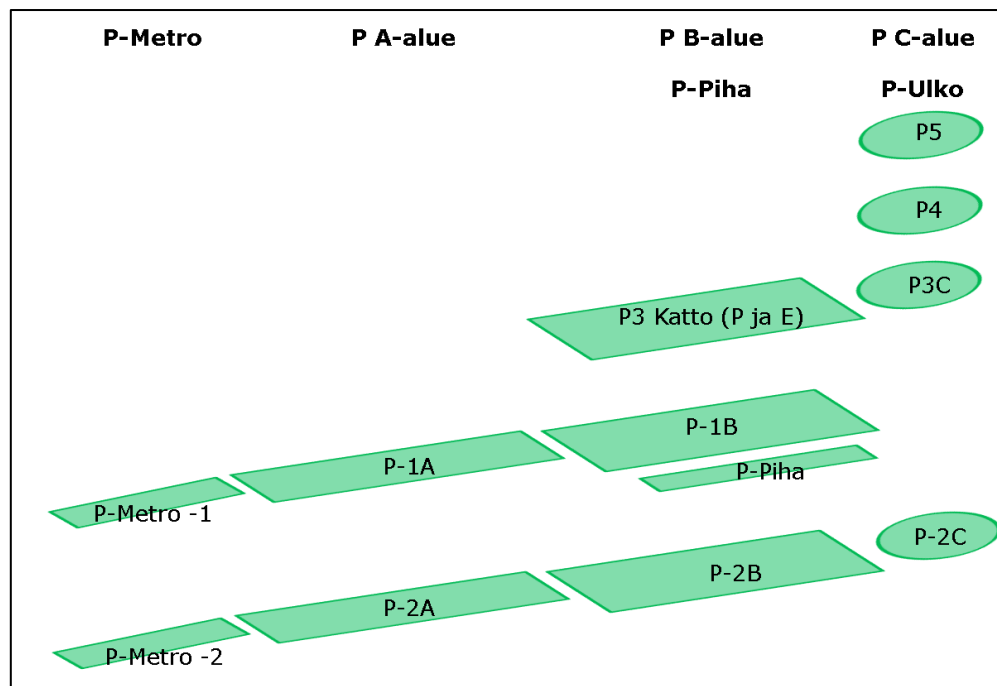 P-Metro
P A-alue
P B-alue
P C-alue
P-Piha
P-Ulko
P5
P4
P3C
P3 Katto (P ja E)
P-1B
P-1A
P-Piha
P-Metro -1
P-2C
P-2B
P-2A
P-Metro -2